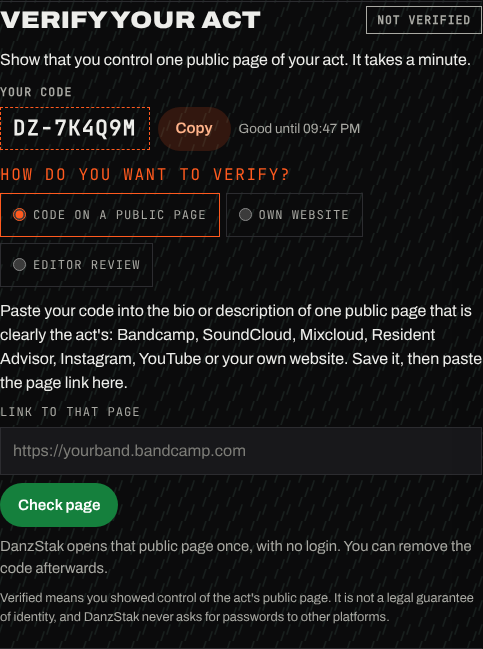 VERIFY YOUR ACT
NOT VERIFIED
Show that you control one public page of your act. It takes a minute.
YOUR CODE
DZ-7K4Q9M
Copy
Good until 09:47 PM
HOW DO YOU WANT TO VERIFY?
CODE ON A PUBLIC PAGE
OWN WEBSITE
EDITOR REVIEW
Paste your code into the bio or description of one public page that is
clearly the act's: Bandcamp, SoundCloud, Mixcloud, Resident
Advisor, Instagram, YouTube or your own website. Save it, then paste
the page link here.
LINK TO THAT PAGE
https://yourband.bandcamp.com
Check page
DanzStak opens that public page once, with no login. You can remove the
code afterwards.
Verified means you showed control of the act's public page. It is not a legal guarantee
of identity, and DanzStak never asks for passwords to other platforms.